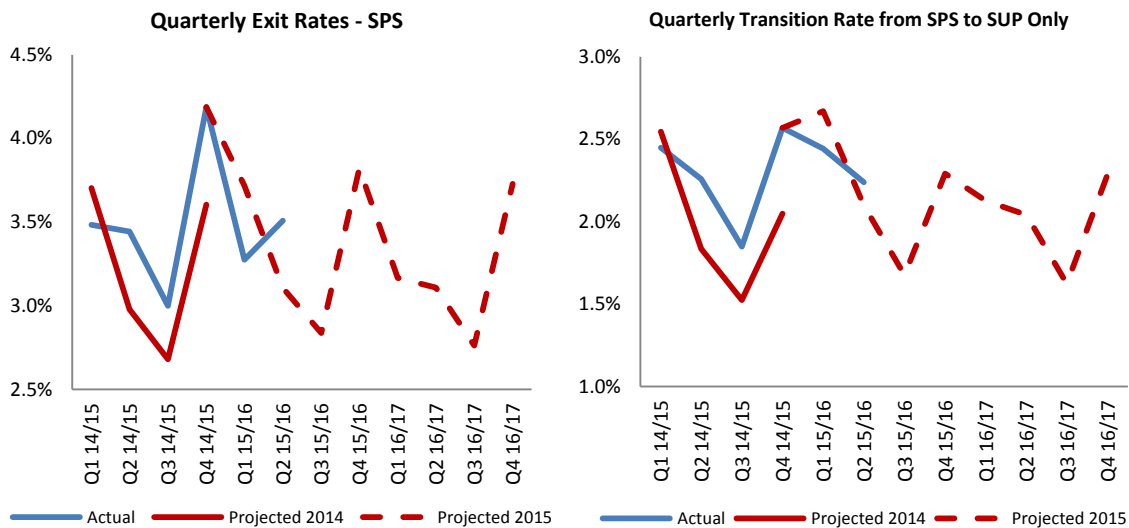 Quarterly Exit Rates - SPS
4.5%
4.0%
3.5%
3.0%
2.5%
Q1 14/15
Q2 14/15
Q3 14/15
Q4 14/15
Q1 15/16
Q2 15/16
Q3 15/16
Q4 15/16
Q1 16/17
Q2 16/17
Q3 16/17
Q4 16/17
Actual Projected 2014 Projected 2015
Quarterly Transition Rate from SPS to SUP Only
3.0%
2.5%
2.0%
1.5%
1.0%
Q1 14/15
Q2 14/15
Q3 14/15
Q4 14/15
Q1 15/16
Q2 15/16
Q3 15/16
Q4 15/16
Q1 16/17
Q2 16/17
Q3 16/17
Q4 16/17
Actual Projected 2014 Projected 2015